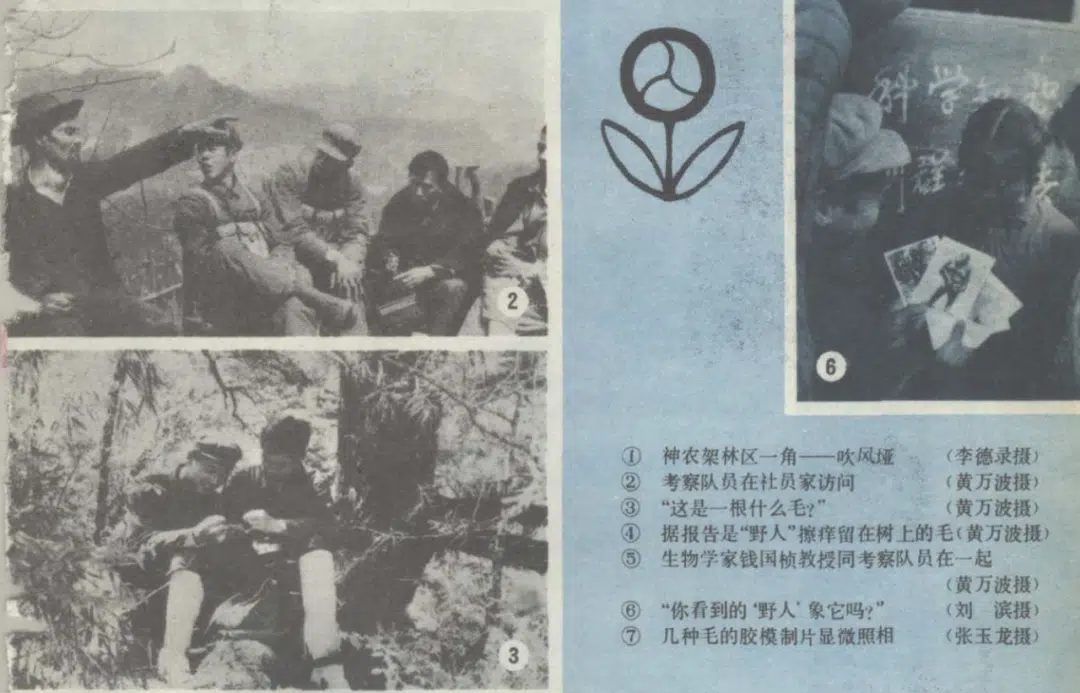 科学
2
6
3
① 神农架林区一角——吹风垭 (李德录摄)
② 考察队员在社员家访问 (黄万波摄)
③ “这是一根什么毛?” (黄万波摄)
④ 据报告是“野人”擦痒留在树上的毛(黄万波摄)
⑤ 生物学家钱国桢教授同考察队员在一起
(黄万波摄)
⑥ “你看到的‘野人’象它吗?” (刘 滨摄)
⑦ 几种毛的胶模制片显微照相 (张玉龙摄)